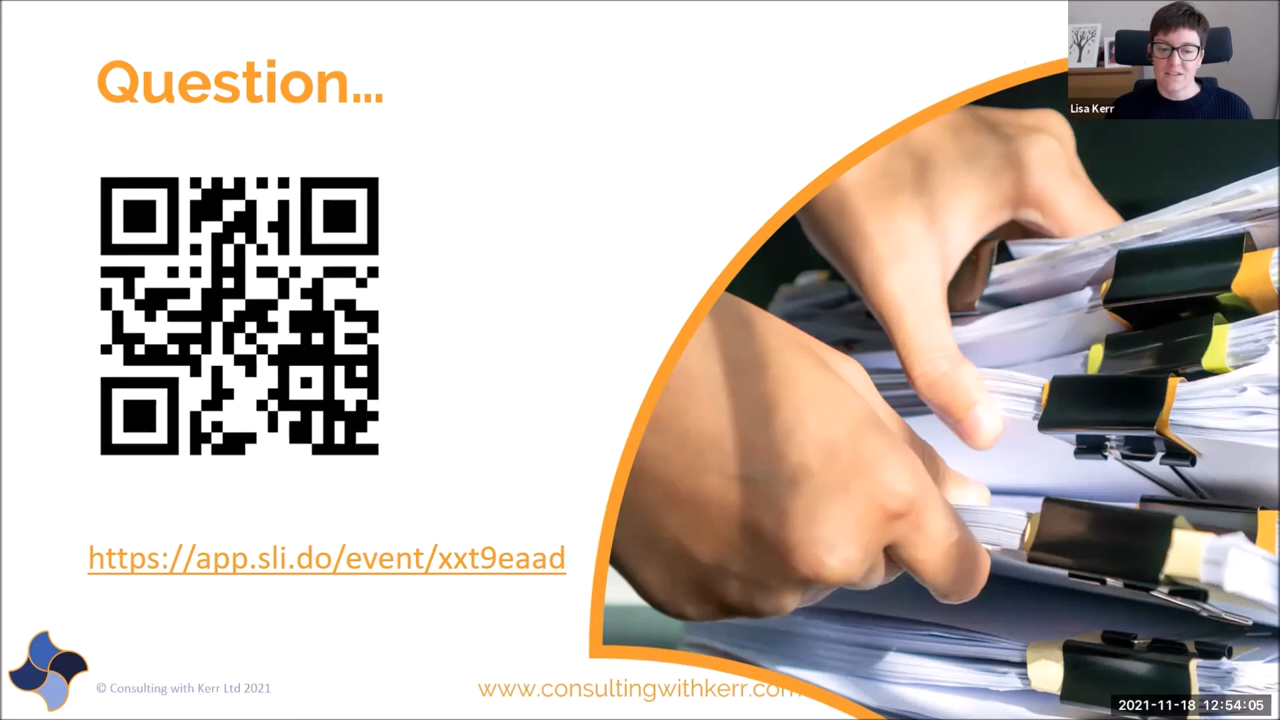 Question...
Lisa Kerr
https://app.sli.do/event/xxt9eaad
© Consulting with Kerr Ltd 2021
www.consultingwithkerr.com
2021-11-18 12:54:05